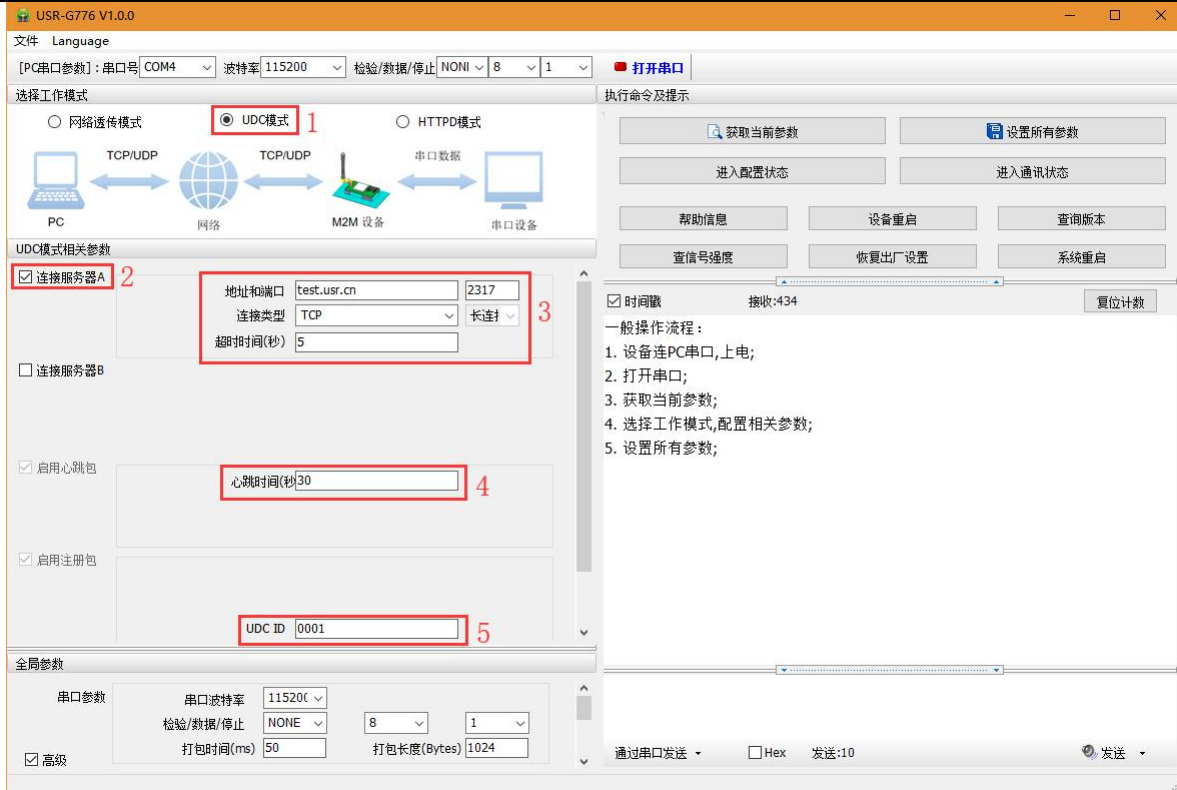 USR-G776 V1.0.0
文件 Language
[PC串口参数]:串口号 COM4 波特率 115200 检验/数据/停止 NONI 8 1 打开串口
选择工作模式
网络透传模式 UDC模式 1 HTTPD模式
TCP/UDP TCP/UDP 串口数据
PC 网络 M2M 设备 串口设备
UDC模式相关参数
连接服务器A 2
地址和端口 test.usr.cn 2317
连接类型 TCP 长连接 3
超时时间(秒) 5
连接服务器B
启用心跳包
心跳时间(秒 30 4
启用注册包
UDC ID 0001 5
全局参数
串口参数 串口波特率 11520(
检验/数据/停止 NONE 8 1
打包时间(ms) 50 打包长度(Bytes) 1024
高级
执行命令及提示
获取当前参数 设置所有参数
进入配置状态 进入通讯状态
帮助信息 设备重启 查询版本
查信号强度 恢复出厂设置 系统重启
时间戳 接收:434 复位计数
一般操作流程:
1. 设备连PC串口,上电;
2. 打开串口;
3. 获取当前参数;
4. 选择工作模式,配置相关参数;
5. 设置所有参数;
通过串口发送 Hex 发送:10 发送